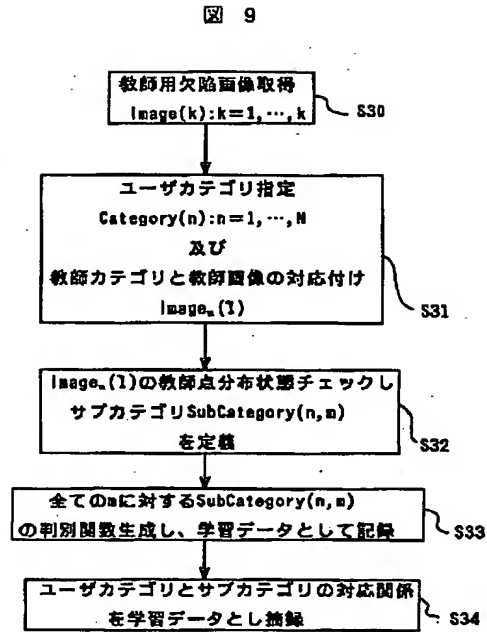 図 9
教師用欠陥画像取得
Image(k):k=1,…,k
S30
ユーザカテゴリ指定
Category(n):n=1,…,N
及び
教師カテゴリと教師画像の対応付け
Imageₙ(l)
S31
Imageₙ(l)の教師点分布状態チェックし
サブカテゴリSubCategory(n,m)
を定義
S32
全てのmに対するSubCategory(n,m)
の判別関数生成し、学習データとして記録
S33
ユーザカテゴリとサブカテゴリの対応関係
を学習データとし摘録
S34